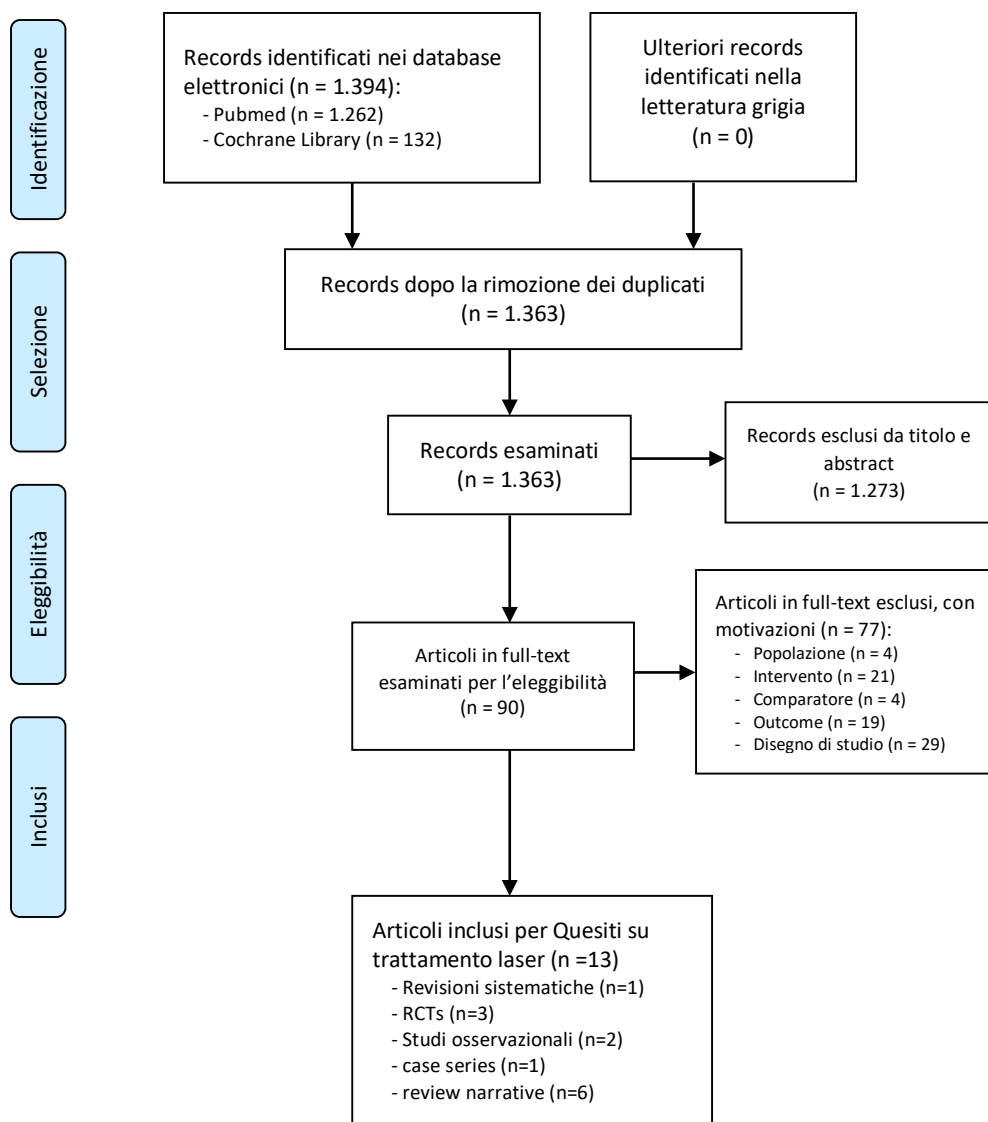 Identificazione
Records identificati nei database
elettronici (n = 1.394):
- Pubmed (n = 1.262)
- Cochrane Library (n = 132)
Ulteriori records
identificati nella
letteratura grigia
(n = 0)
Selezione
Records dopo la rimozione dei duplicati
(n = 1.363)
Records esaminati
(n = 1.363)
Records esclusi da titolo e
abstract
(n = 1.273)
Eleggibilità
Articoli in full-text
esaminati per l’eleggibilità
(n = 90)
Articoli in full-text esclusi, con
motivazioni (n = 77):
- Popolazione (n = 4)
- Intervento (n = 21)
- Comparatore (n = 4)
- Outcome (n = 19)
- Disegno di studio (n = 29)
Inclusi
Articoli inclusi per Quesiti su
trattamento laser (n =13)
- Revisioni sistematiche (n=1)
- RCTs (n=3)
- Studi osservazionali (n=2)
- case series (n=1)
- review narrative (n=6)